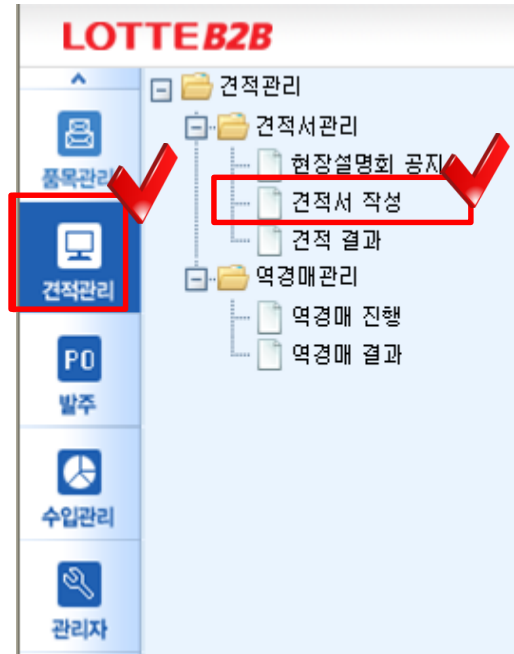 LOTTE B2B
품목관리
견적관리
PO
발주
수입관리
관리자
견적관리
견적서관리
현장설명회 공지
견적서 작성
견적 결과
역경매관리
역경매 진행
역경매 결과